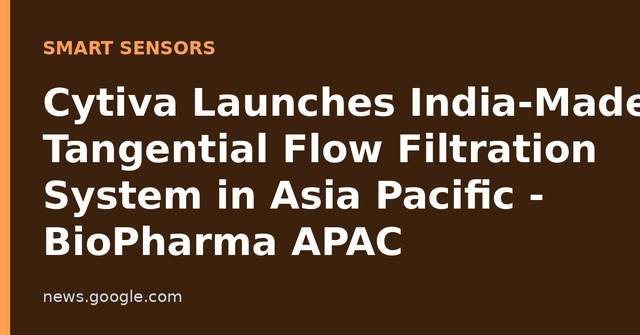 SMART SENSORS
Cytiva Launches India-Made
Tangential Flow Filtration
System in Asia Pacific -
BioPharma APAC
news.google.com